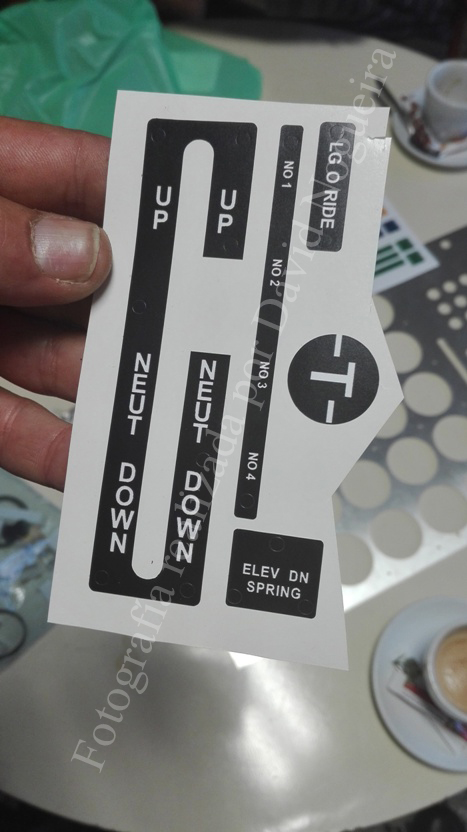 UP
UP
NEUT
NEUT
DOWN
DOWN
NO 1
NO 2
NO 3
NO 4
LG O RIDE
-T-
ELEV DN
SPRING
Fotografía realizada por David Nogueira